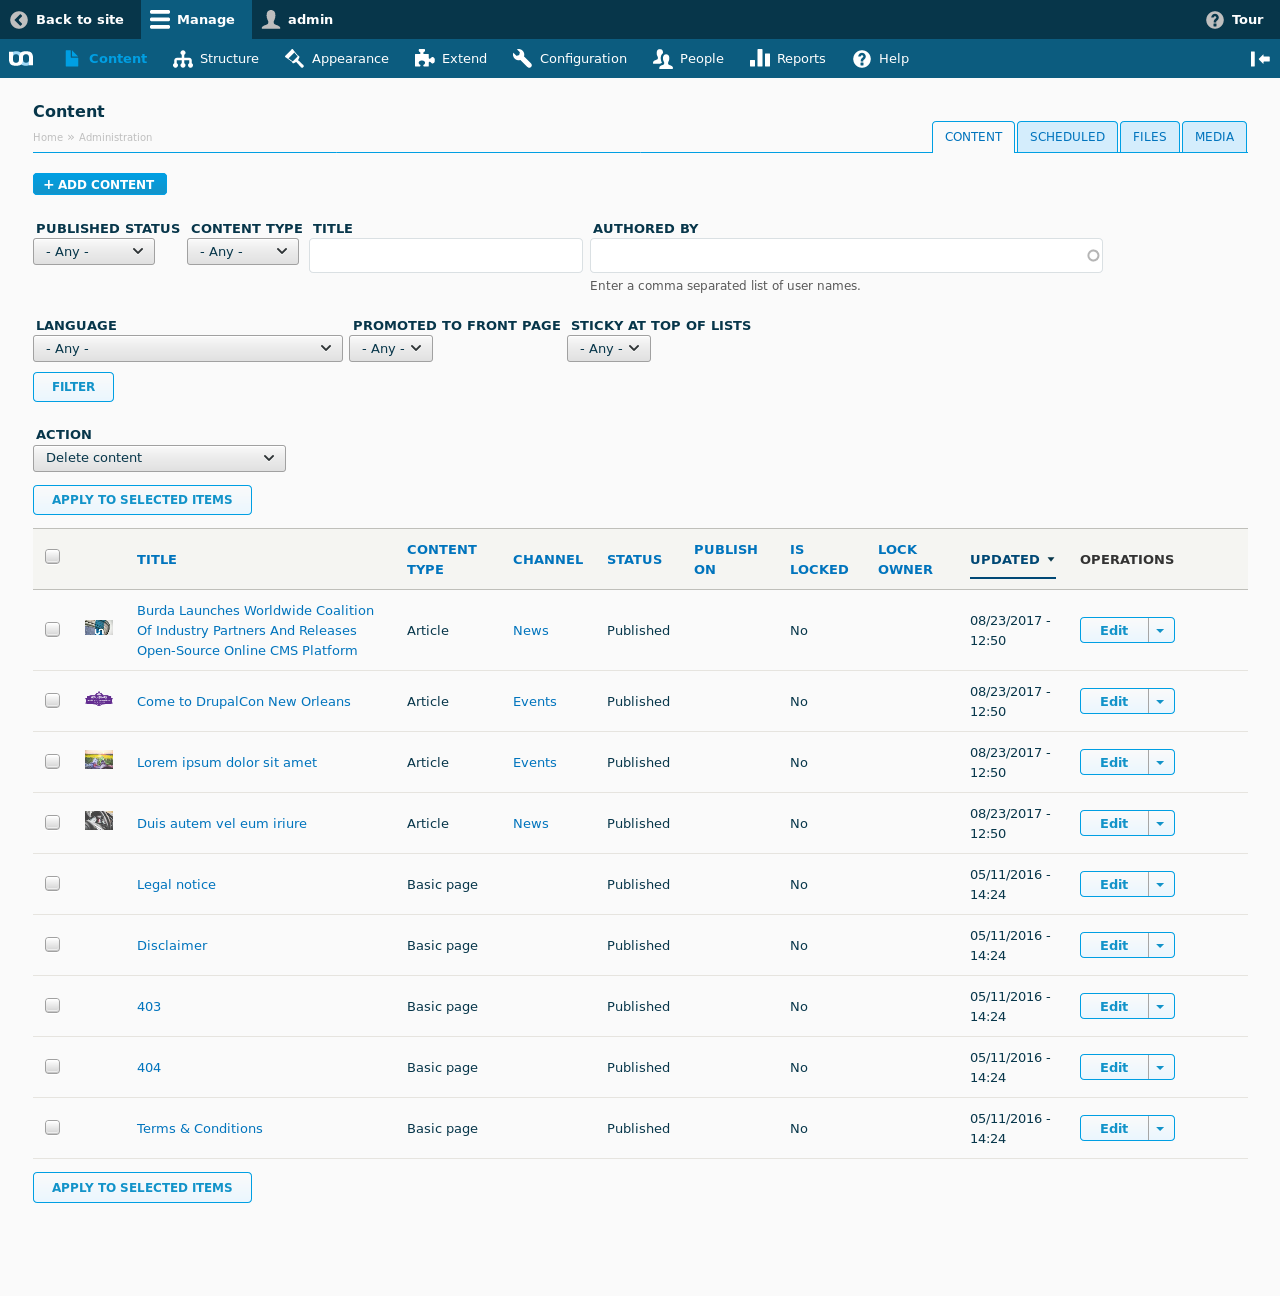 Back to site Manage admin Tour
Content Structure Appearance Extend Configuration People Reports Help
Content
Home » Administration
CONTENT SCHEDULED FILES MEDIA
+ ADD CONTENT
PUBLISHED STATUS CONTENT TYPE TITLE AUTHORED BY
- Any - - Any -
Enter a comma separated list of user names.
LANGUAGE PROMOTED TO FRONT PAGE STICKY AT TOP OF LISTS
- Any - - Any - - Any -
FILTER
ACTION
Delete content
APPLY TO SELECTED ITEMS
TITLE CONTENT TYPE CHANNEL STATUS PUBLISH ON IS LOCKED LOCK OWNER UPDATED OPERATIONS
Burda Launches Worldwide Coalition
Of Industry Partners And Releases
Open-Source Online CMS Platform
Article News Published No 08/23/2017 - 12:50 Edit
Come to DrupalCon New Orleans Article Events Published No 08/23/2017 - 12:50 Edit
Lorem ipsum dolor sit amet Article Events Published No 08/23/2017 - 12:50 Edit
Duis autem vel eum iriure Article News Published No 08/23/2017 - 12:50 Edit
Legal notice Basic page Published No 05/11/2016 - 14:24 Edit
Disclaimer Basic page Published No 05/11/2016 - 14:24 Edit
403 Basic page Published No 05/11/2016 - 14:24 Edit
404 Basic page Published No 05/11/2016 - 14:24 Edit
Terms & Conditions Basic page Published No 05/11/2016 - 14:24 Edit
APPLY TO SELECTED ITEMS